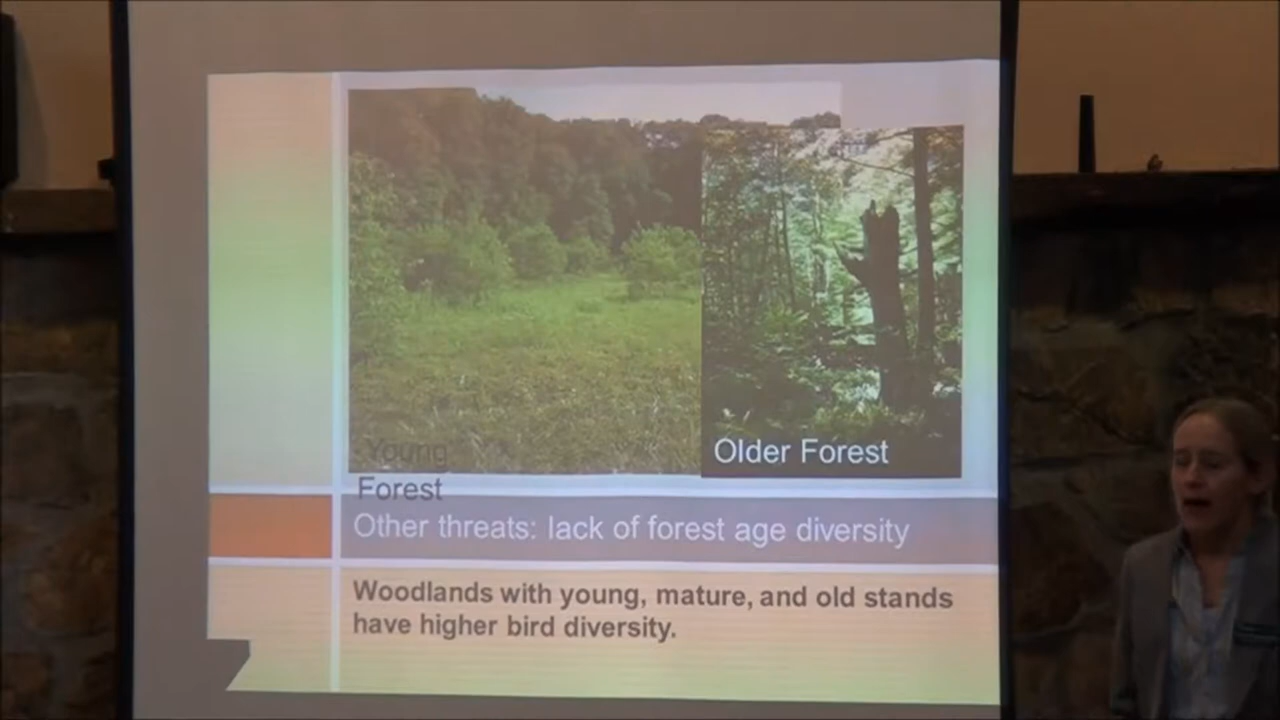 Young
Forest
Older Forest
Other threats: lack of forest age diversity
Woodlands with young, mature, and old stands
have higher bird diversity.